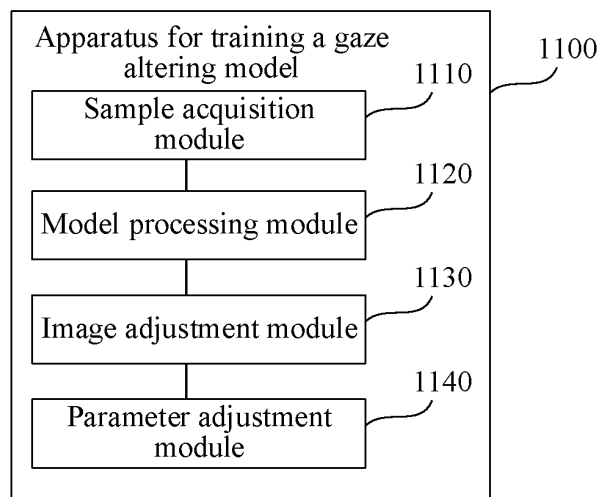 Apparatus for training a gaze
altering model
1100
1110
Sample acquisition
module
1120
Model processing module
1130
Image adjustment module
1140
Parameter adjustment
module